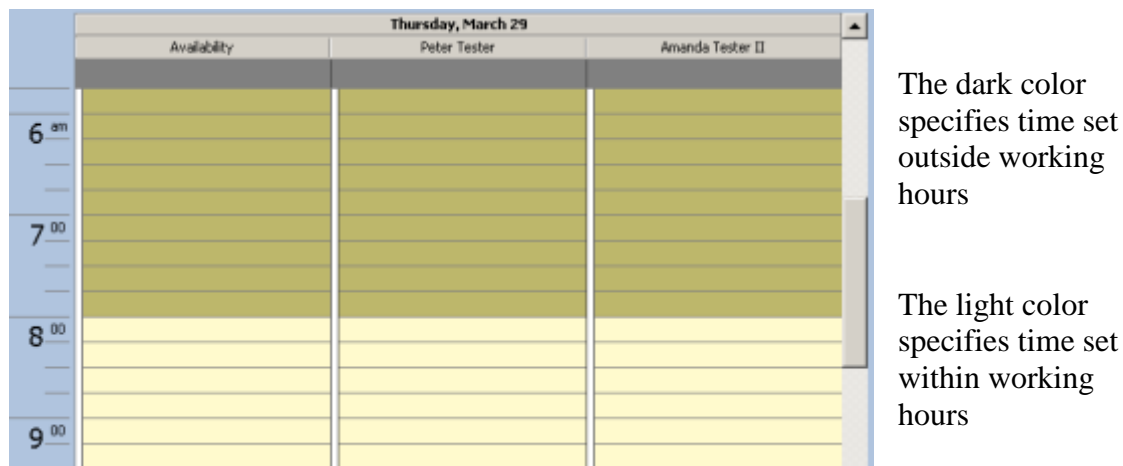 Thursday, March 29
Availability Peter Tester Amanda Tester II
6 am
7 00
8 00
9 00
The dark color
specifies time set
outside working
hours
The light color
specifies time set
within working
hours